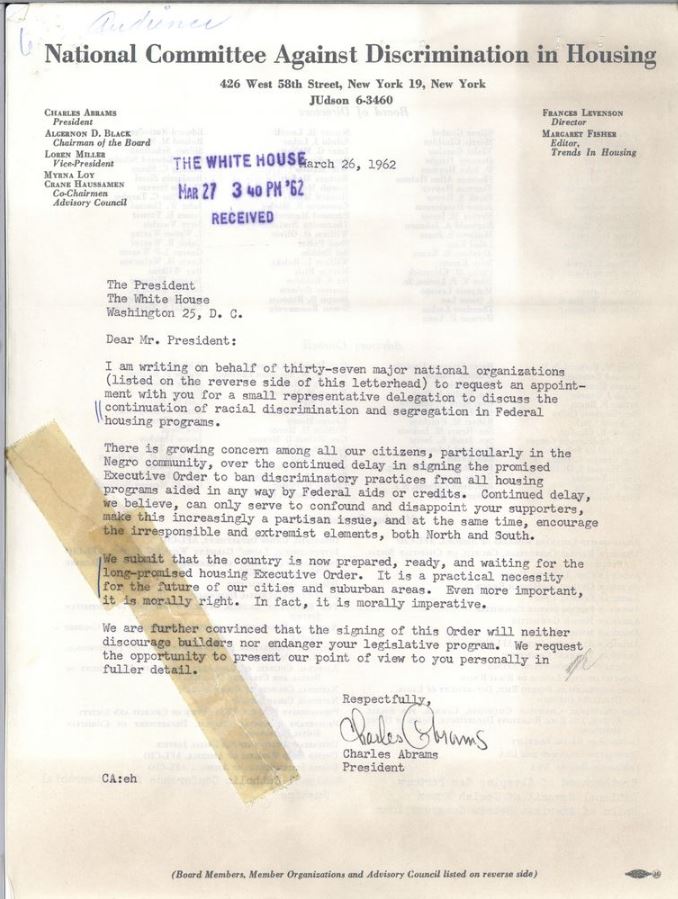 Audience
National Committee Against Discrimination in Housing
426 West 58th Street, New York 19, New York
JUdson 6-3460
CHARLES ABRAMS
President
ALGERNON D. BLACK
Chairman of the Board
LOREN MILLER
Vice-President
MYRNA LOY
CRANE HAUSSAMEN
Co-Chairmen
Advisory Council
FRANCES LEVENSON
Director
MARGARET FISHER
Editor,
Trends In Housing
THE WHITE HOUSE
MAR 27 3 40 PM '62
RECEIVED
March 26, 1962
The President
The White House
Washington 25, D. C.
Dear Mr. President:
I am writing on behalf of thirty-seven major national organizations
(listed on the reverse side of this letterhead) to request an appoint-
ment with you for a small representative delegation to discuss the
continuation of racial discrimination and segregation in Federal
housing programs.
There is growing concern among all our citizens, particularly in the
Negro community, over the continued delay in signing the promised
Executive Order to ban discriminatory practices from all housing
programs aided in any way by Federal aids or credits. Continued delay,
we believe, can only serve to confound and disappoint your supporters,
make this increasingly a partisan issue, and at the same time, encourage
the irresponsible and extremist elements, both North and South.
We submit that the country is now prepared, ready, and waiting for the
long-promised housing Executive Order. It is a practical necessity
for the future of our cities and suburban areas. Even more important,
it is morally right. In fact, it is morally imperative.
We are further convinced that the signing of this Order will neither
discourage builders nor endanger your legislative program. We request
the opportunity to present our point of view to you personally in
fuller detail.
Respectfully,
Charles Abrams
Charles Abrams
President
CA:eh
(Board Members, Member Organizations and Advisory Council listed on reverse side)